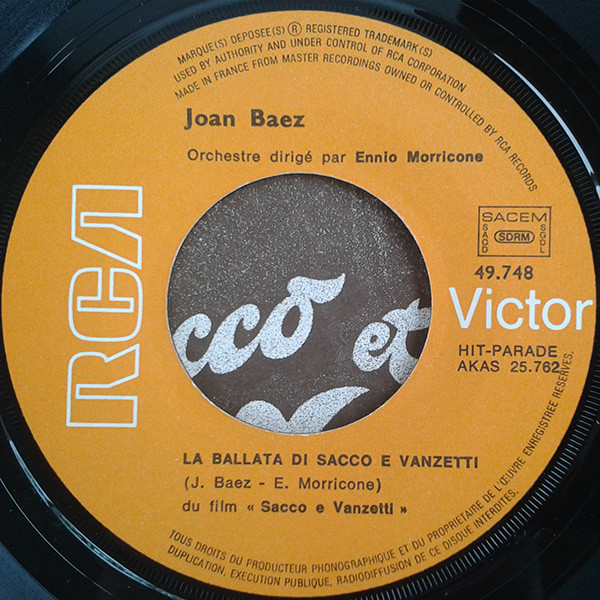 MARQUE(S) DEPOSEE(S) ® REGISTERED TRADEMARK(S)
USED BY AUTHORITY AND UNDER CONTROL OF RCA CORPORATION
MADE IN FRANCE FROM MASTER RECORDINGS OWNED OR CONTROLLED BY RCA RECORDS
Joan Baez
Orchestre dirigé par Ennio Morricone
RCA
SACEM
SACD
SDRM
SGDL
49.748
Victor
HIT-PARADE
AKAS 25.762
cco et
LA BALLATA DI SACCO E VANZETTI
(J. Baez - E. Morricone)
du film « Sacco e Vanzetti »
TOUS DROITS DU PRODUCTEUR PHONOGRAPHIQUE ET DU PROPRIETAIRE DE L'ŒUVRE ENREGISTREE RESERVES.
DUPLICATION, EXECUTION PUBLIQUE, RADIODIFFUSION DE CE DISQUE INTERDITES.